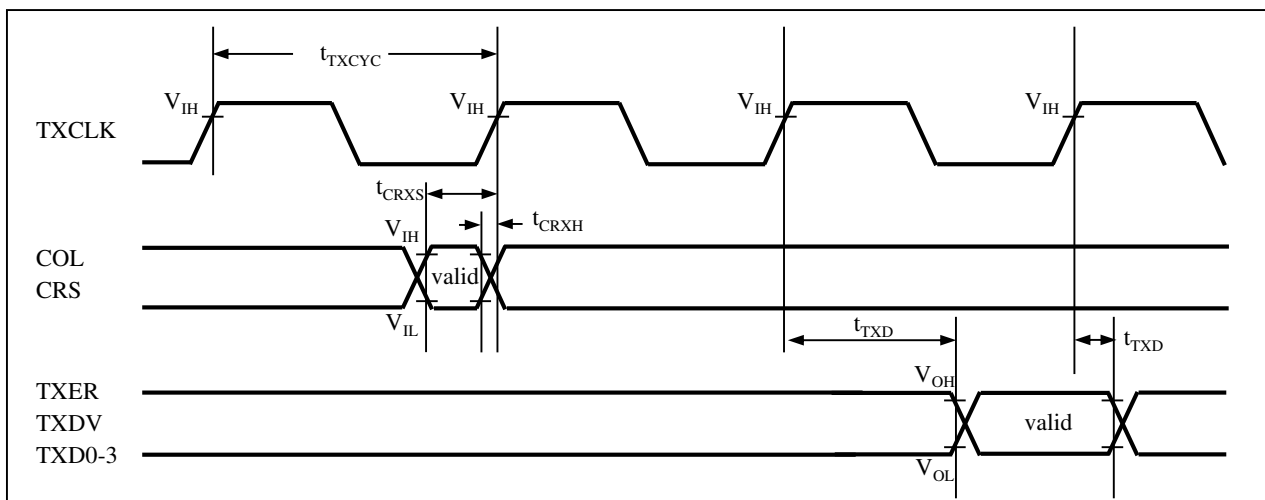 tTXCYC
VIH VIH VIH VIH
TXCLK
tCRXS
tCRXH
VIH
COL
valid
CRS
VIL
tTXD
tTXD
VOH
TXER
TXDV
valid
TXD0-3
VOL